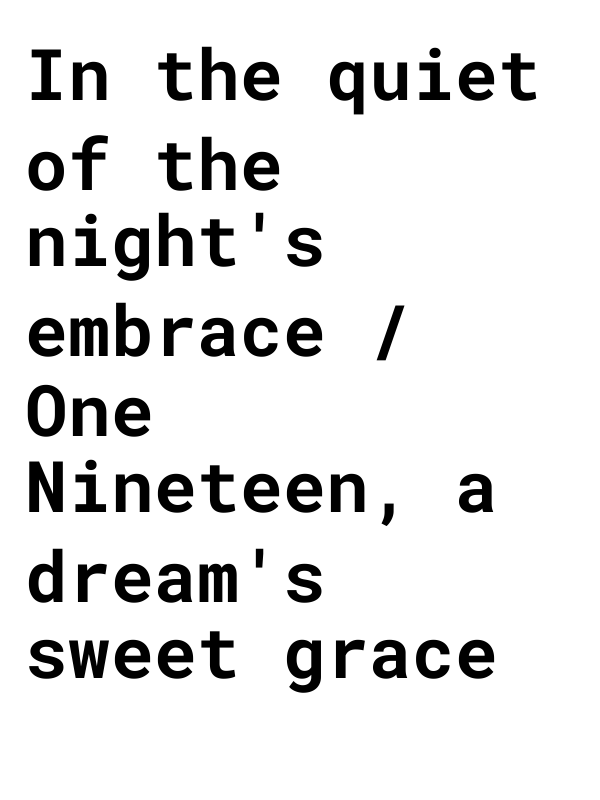 In the quiet
of the
night's
embrace /
One
Nineteen, a
dream's
sweet grace